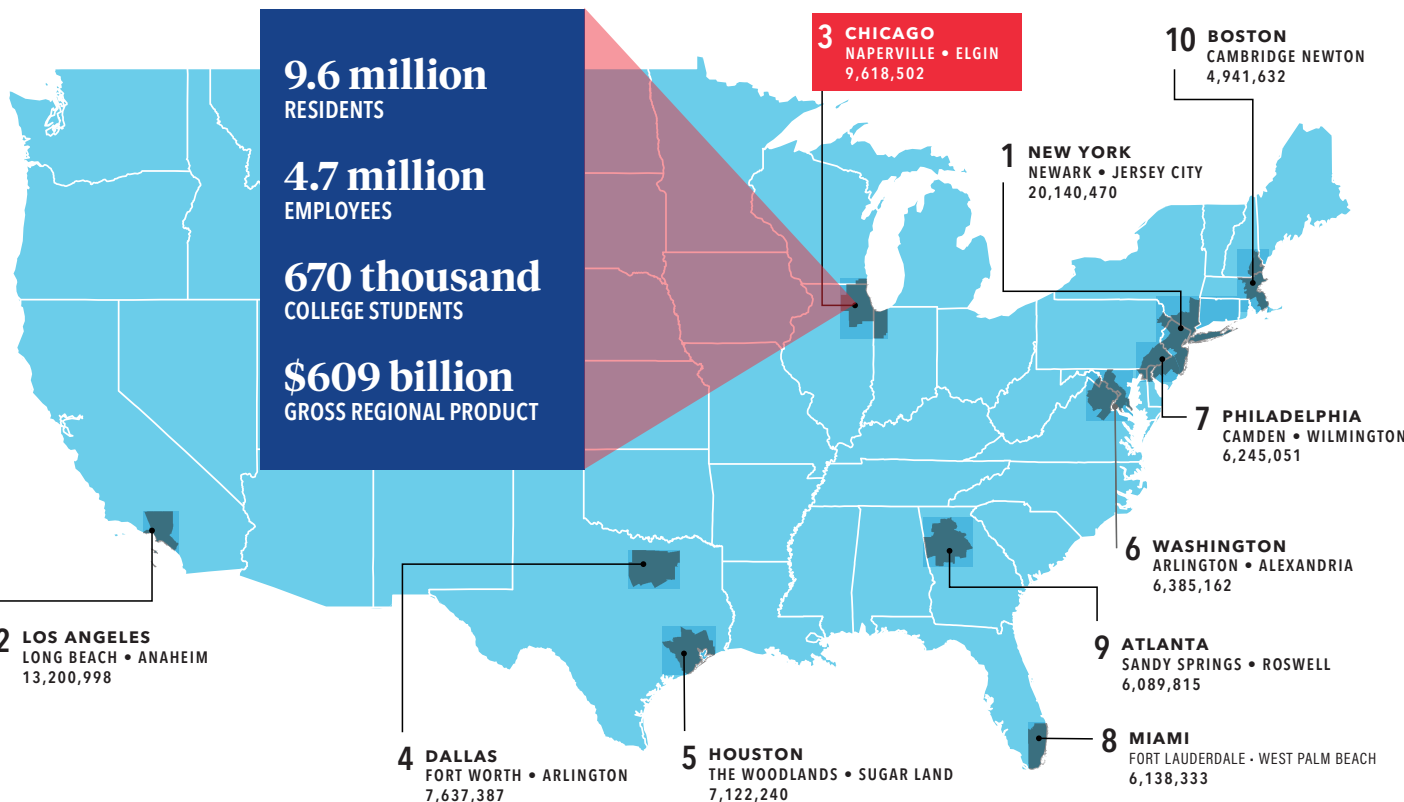 9.6 million
RESIDENTS
4.7 million
EMPLOYEES
670 thousand
COLLEGE STUDENTS
$609 billion
GROSS REGIONAL PRODUCT
3 CHICAGO
NAPERVILLE • ELGIN
9,618,502
10 BOSTON
CAMBRIDGE NEWTON
4,941,632
1 NEW YORK
NEWARK • JERSEY CITY
20,140,470
7 PHILADELPHIA
CAMDEN • WILMINGTON
6,245,051
6 WASHINGTON
ARLINGTON • ALEXANDRIA
6,385,162
2 LOS ANGELES
LONG BEACH • ANAHEIM
13,200,998
9 ATLANTA
SANDY SPRINGS • ROSWELL
6,089,815
4 DALLAS
FORT WORTH • ARLINGTON
7,637,387
5 HOUSTON
THE WOODLANDS • SUGAR LAND
7,122,240
8 MIAMI
FORT LAUDERDALE · WEST PALM BEACH
6,138,333